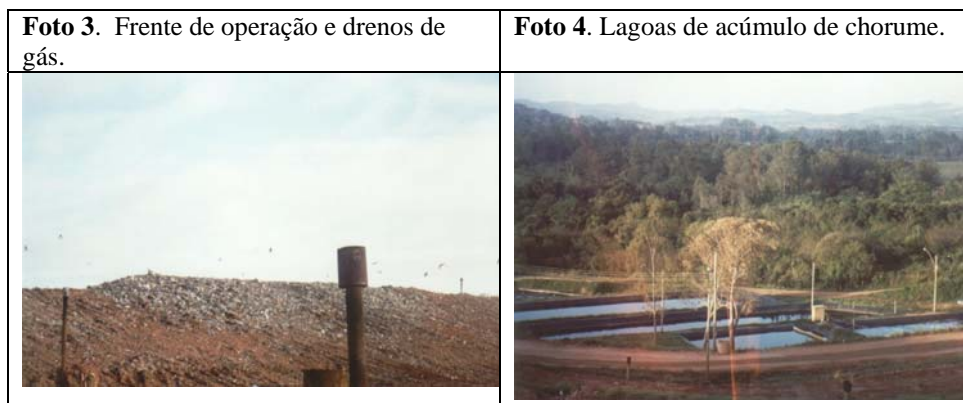 Foto 3.  Frente de operação e drenos de
gás.
Foto 4. Lagoas de acúmulo de chorume.